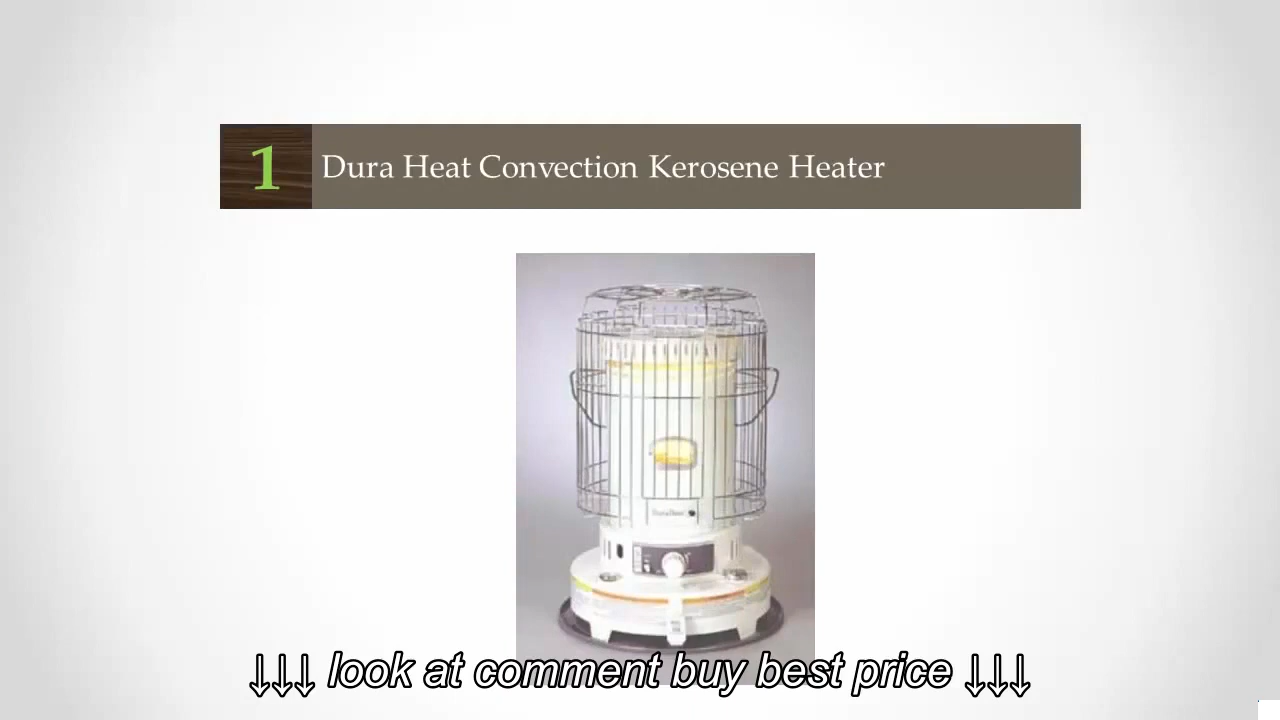 1 Dura Heat Convection Kerosene Heater
↓↓↓ look at comment buy best price ↓↓↓